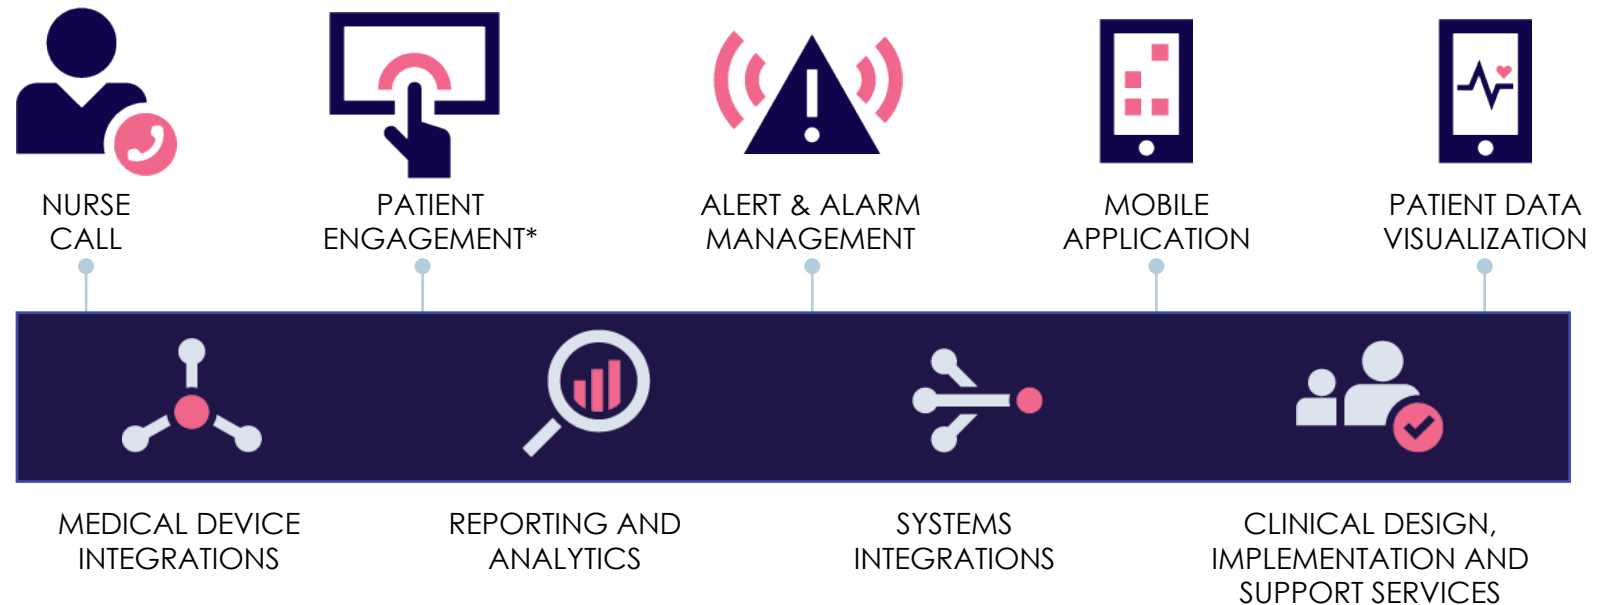 NURSE
CALL
PATIENT
ENGAGEMENT*
ALERT & ALARM
MANAGEMENT
MOBILE
APPLICATION
PATIENT DATA
VISUALIZATION
MEDICAL DEVICE
INTEGRATIONS
REPORTING AND
ANALYTICS
SYSTEMS
INTEGRATIONS
CLINICAL DESIGN,
IMPLEMENTATION AND
SUPPORT SERVICES